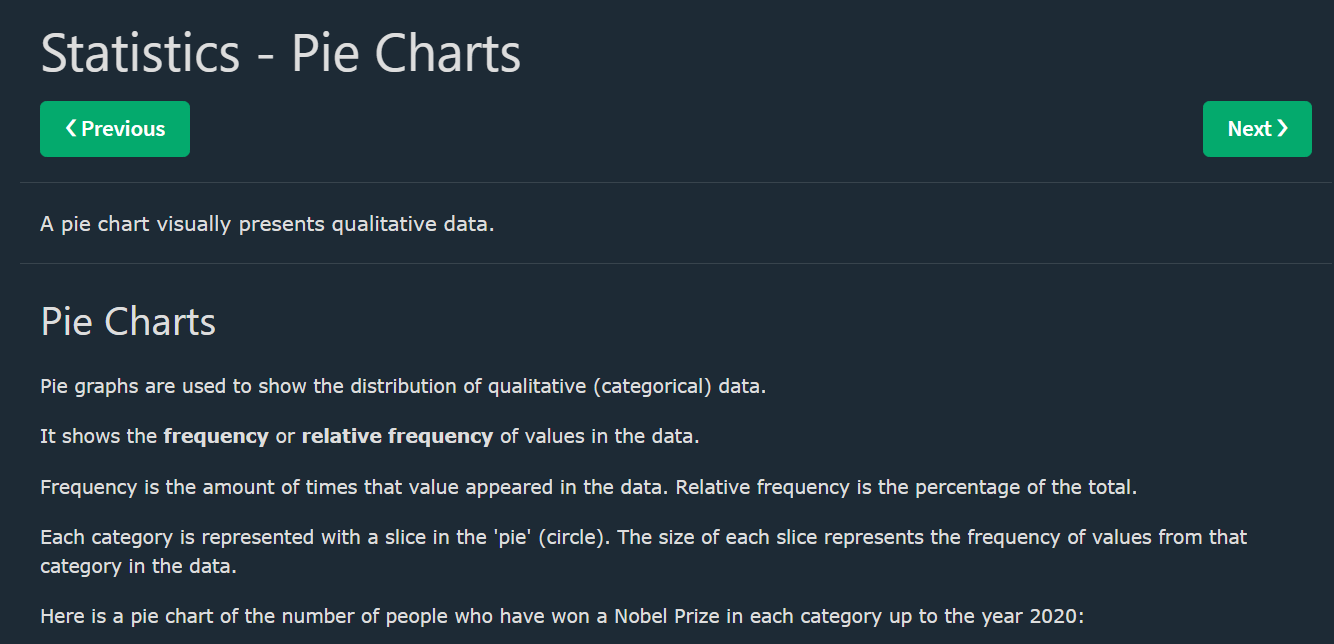 Statistics - Pie Charts
❮ Previous
Next ❯
A pie chart visually presents qualitative data.
Pie Charts
Pie graphs are used to show the distribution of qualitative (categorical) data.
It shows the frequency or relative frequency of values in the data.
Frequency is the amount of times that value appeared in the data. Relative frequency is the percentage of the total.
Each category is represented with a slice in the 'pie' (circle). The size of each slice represents the frequency of values from that
category in the data.
Here is a pie chart of the number of people who have won a Nobel Prize in each category up to the year 2020: